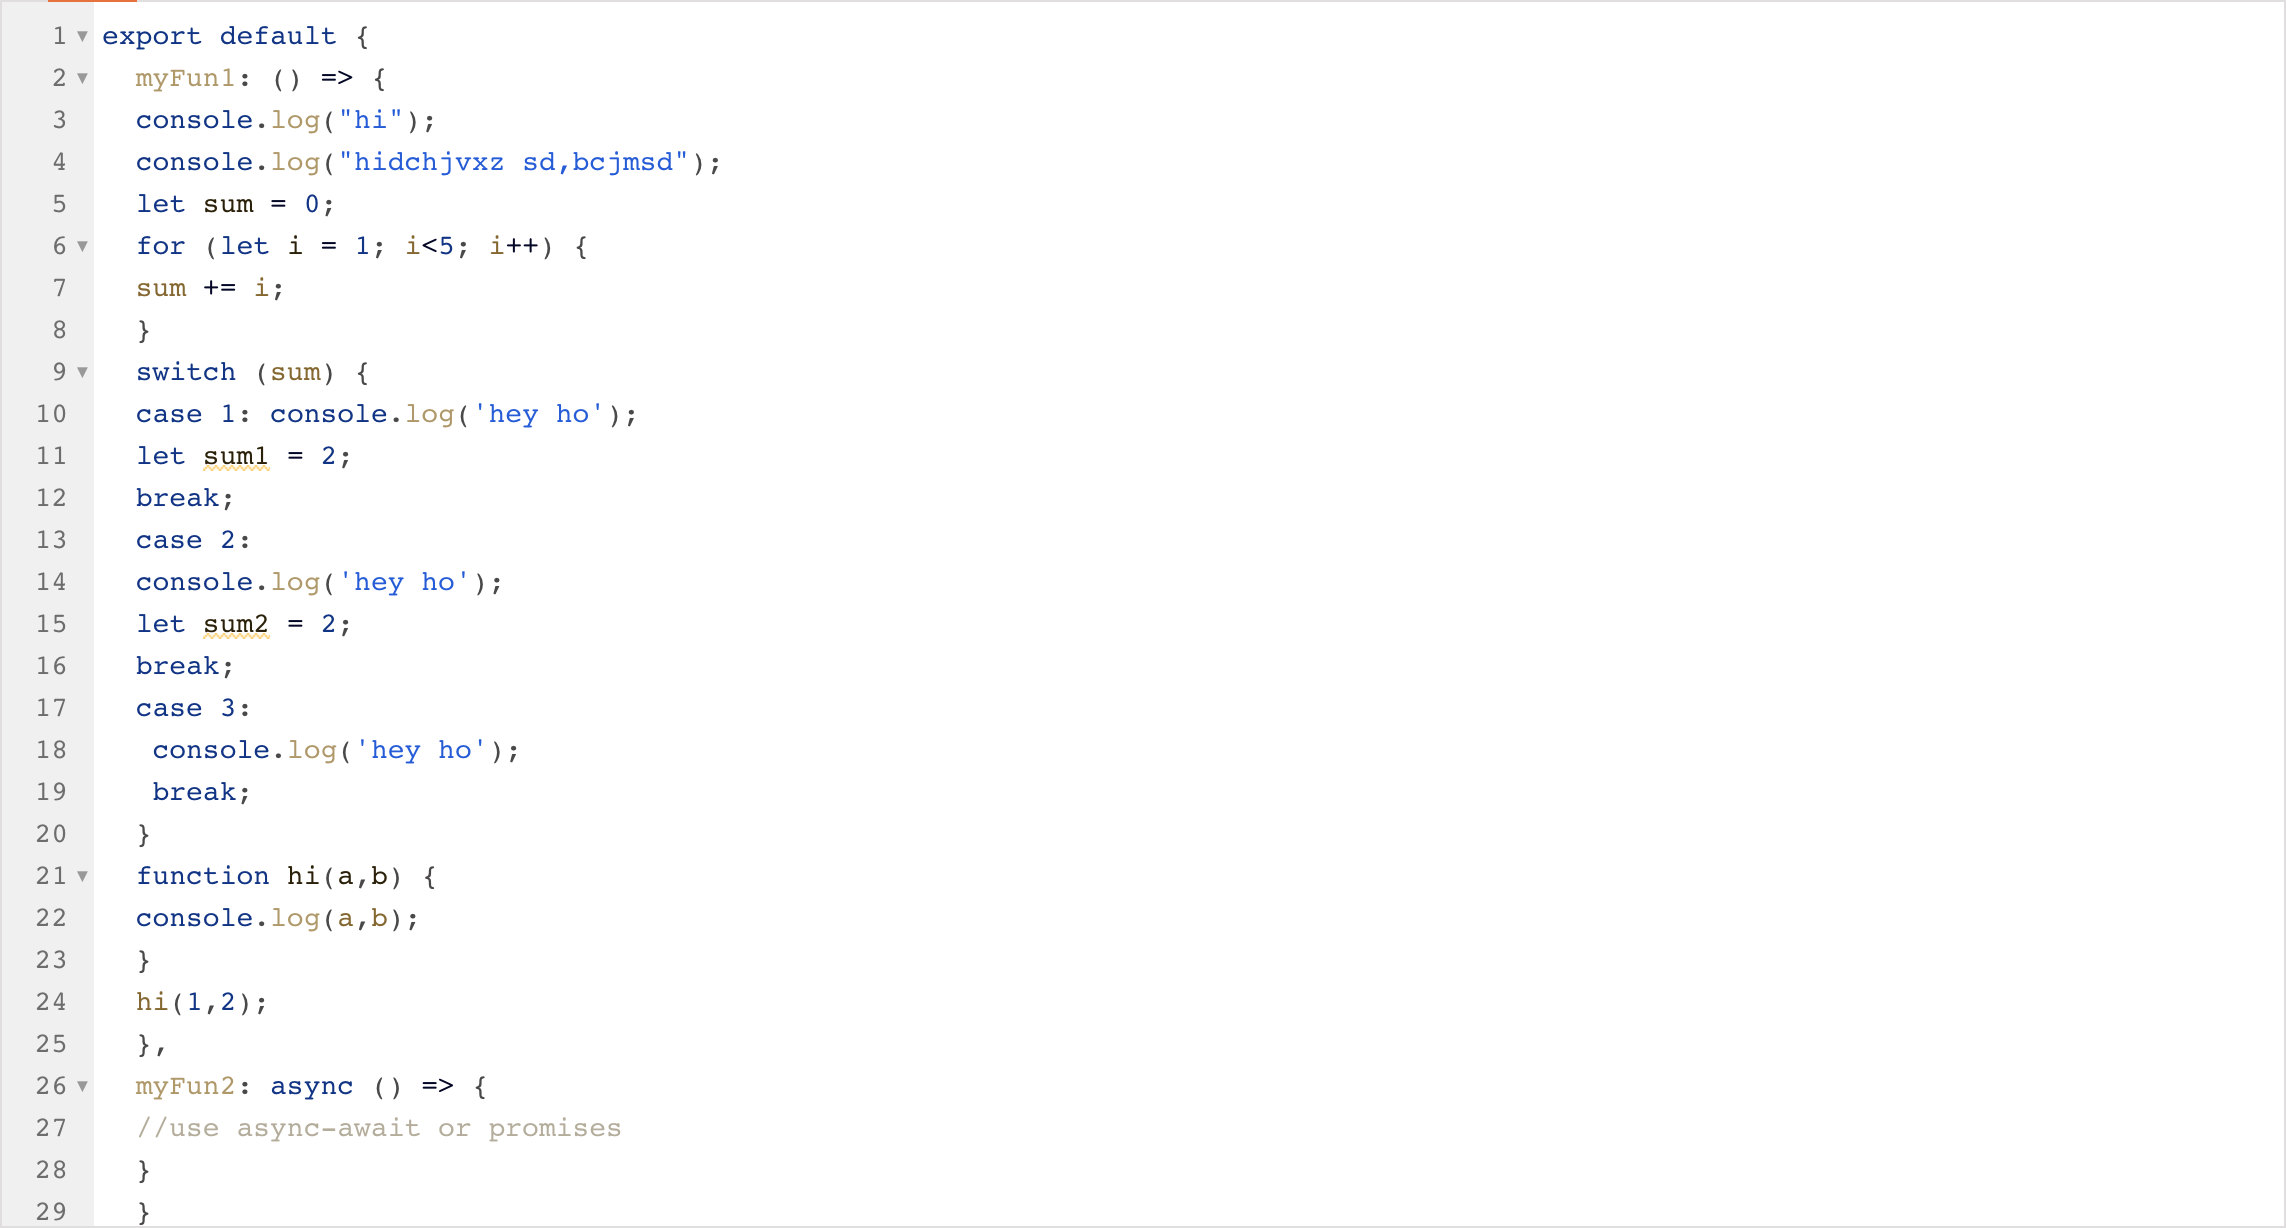 1 export default {
2 myFun1: () => {
3 console.log("hi");
4 console.log("hidchjvxz sd,bcjmsd");
5 let sum = 0;
6 for (let i = 1; i<5; i++) {
7 sum += i;
8 }
9 switch (sum) {
10 case 1: console.log('hey ho');
11 let sum1 = 2;
12 break;
13 case 2:
14 console.log('hey ho');
15 let sum2 = 2;
16 break;
17 case 3:
18 console.log('hey ho');
19 break;
20 }
21 function hi(a,b) {
22 console.log(a,b);
23 }
24 hi(1,2);
25 },
26 myFun2: async () => {
27 //use async-await or promises
28 }
29 }